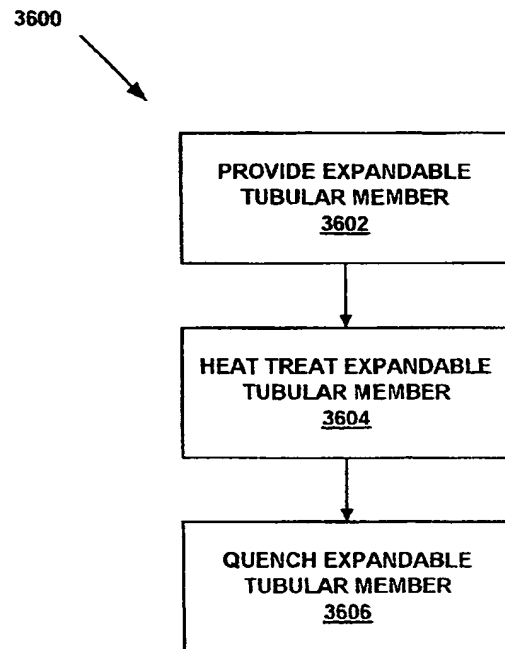 3600
PROVIDE EXPANDABLE
TUBULAR MEMBER
3602
HEAT TREAT EXPANDABLE
TUBULAR MEMBER
3604
QUENCH EXPANDABLE
TUBULAR MEMBER
3606